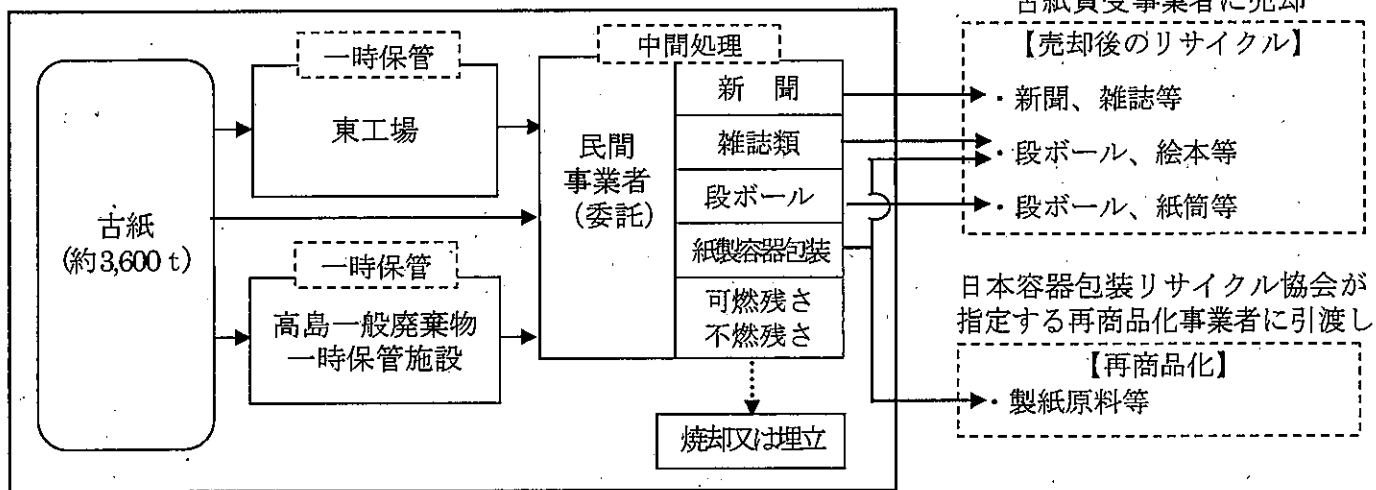 古紙
(約3,600 t)
一時保管
東工場
一時保管
高島一般廃棄物
一時保管施設
中間処理
民間
事業者
(委託)
新 聞
雑誌類
段ボール
紙製容器包装
可燃残さ
不燃残さ
焼却又は埋立
古紙買受事業者に売却
【売却後のリサイクル】
・新聞、雑誌等
・段ボール、絵本等
・段ボール、紙筒等
日本容器包装リサイクル協会が
指定する再商品化事業者に引渡し
【再商品化】
・製紙原料等